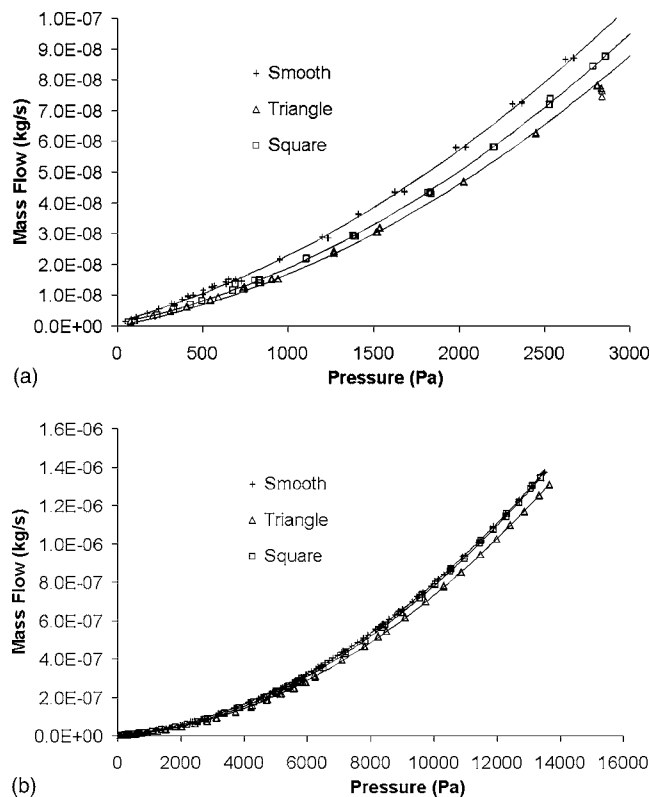 1.0E-07
9.0E-08
8.0E-08
7.0E-08
6.0E-08
5.0E-08
4.0E-08
3.0E-08
2.0E-08
1.0E-08
0.0E+00
Mass Flow (kg/s)
Smooth
Triangle
Square
0 500 1000 1500 2000 2500 3000
Pressure (Pa)
(a)
1.6E-06
1.4E-06
1.2E-06
1.0E-06
8.0E-07
6.0E-07
4.0E-07
2.0E-07
0.0E+00
Mass Flow (kg/s)
Smooth
Triangle
Square
0 2000 4000 6000 8000 10000 12000 14000 16000
Pressure (Pa)
(b)